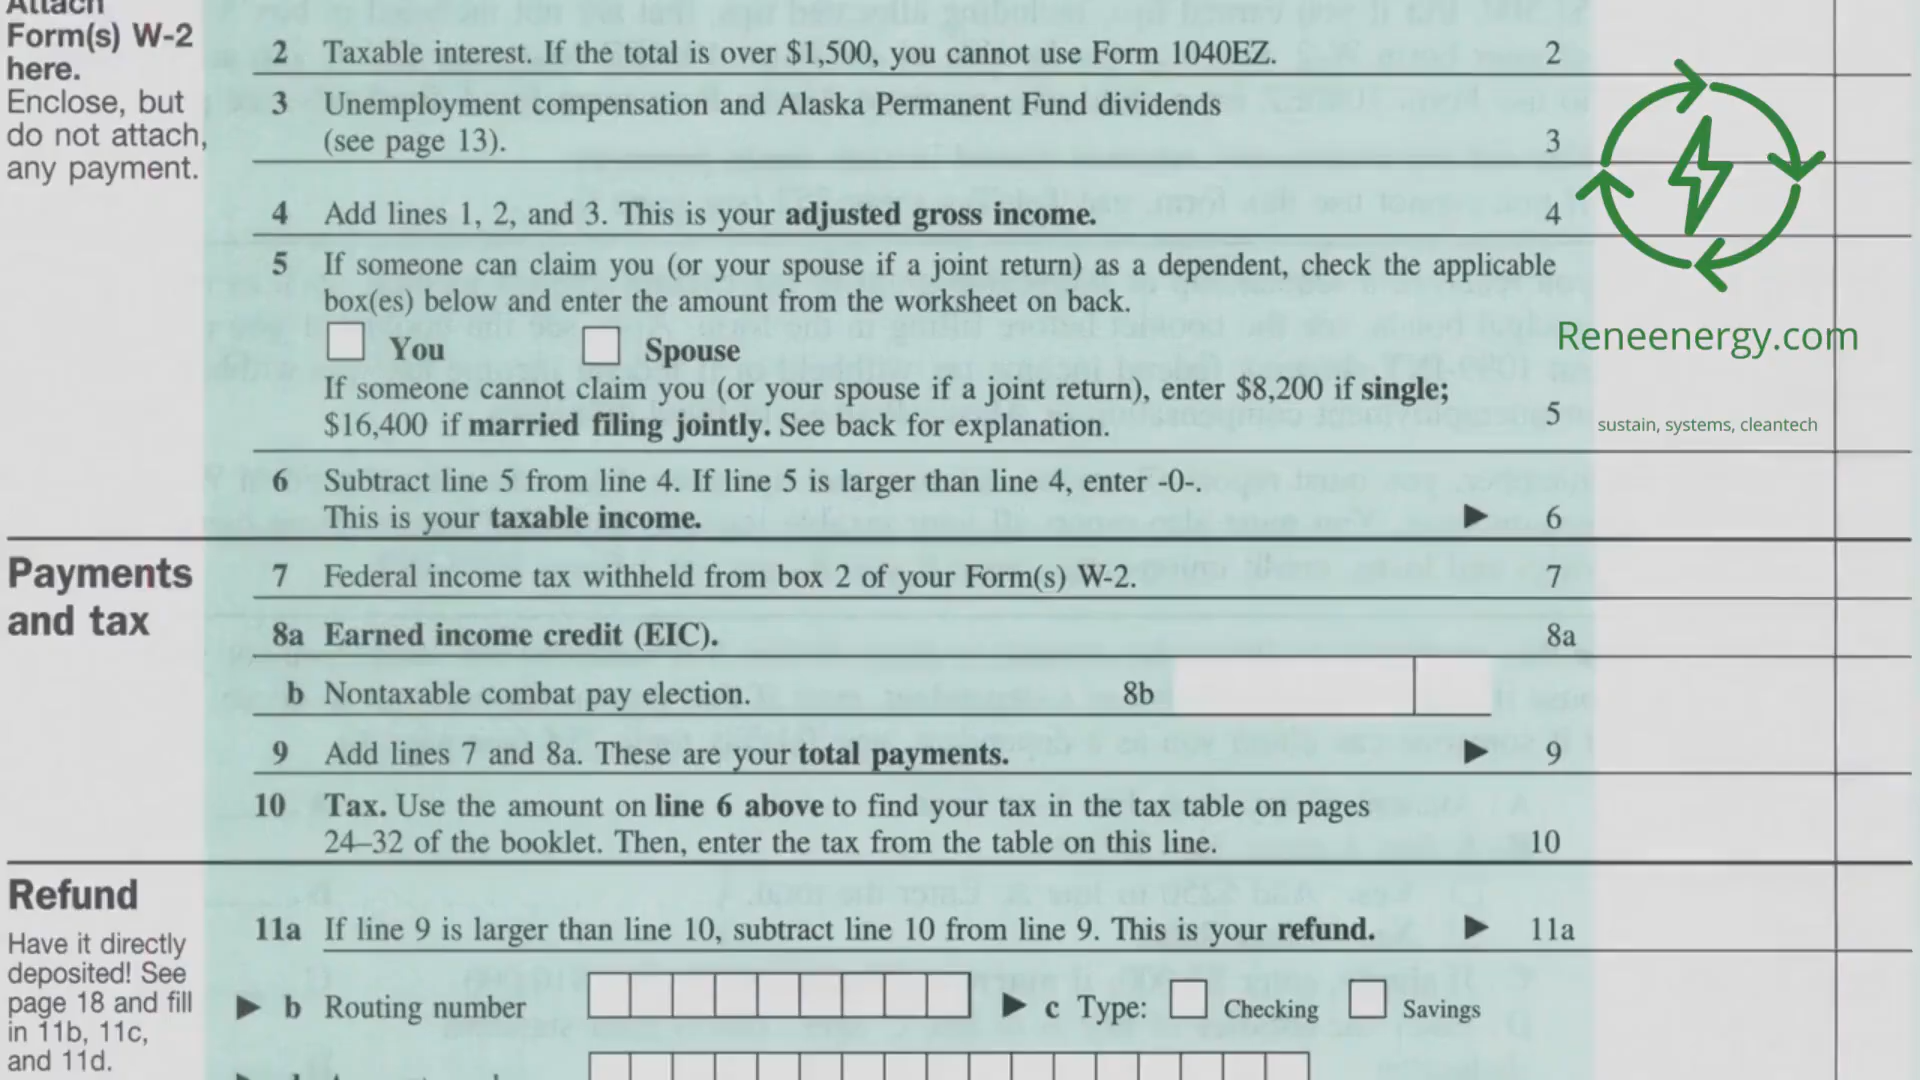 Attach
Form(s) W-2
here.
Enclose, but
do not attach,
any payment.
2 Taxable interest. If the total is over $1,500, you cannot use Form 1040EZ. 2
3 Unemployment compensation and Alaska Permanent Fund dividends
(see page 13). 3
4 Add lines 1, 2, and 3. This is your adjusted gross income. 4
5 If someone can claim you (or your spouse if a joint return) as a dependent, check the applicable
box(es) below and enter the amount from the worksheet on back.
You Spouse
If someone cannot claim you (or your spouse if a joint return), enter $8,200 if single;
$16,400 if married filing jointly. See back for explanation. 5
6 Subtract line 5 from line 4. If line 5 is larger than line 4, enter -0-.
This is your taxable income. ▶ 6
Payments
and tax
7 Federal income tax withheld from box 2 of your Form(s) W-2. 7
8a Earned income credit (EIC). 8a
b Nontaxable combat pay election. 8b
9 Add lines 7 and 8a. These are your total payments. ▶ 9
10 Tax. Use the amount on line 6 above to find your tax in the tax table on pages
24–32 of the booklet. Then, enter the tax from the table on this line. 10
Refund
Have it directly
deposited! See
page 18 and fill
in 11b, 11c,
and 11d.
11a If line 9 is larger than line 10, subtract line 10 from line 9. This is your refund. ▶ 11a
▶ b Routing number ▶ c Type: Checking Savings
Reneenergy.com
sustain, systems, cleantech